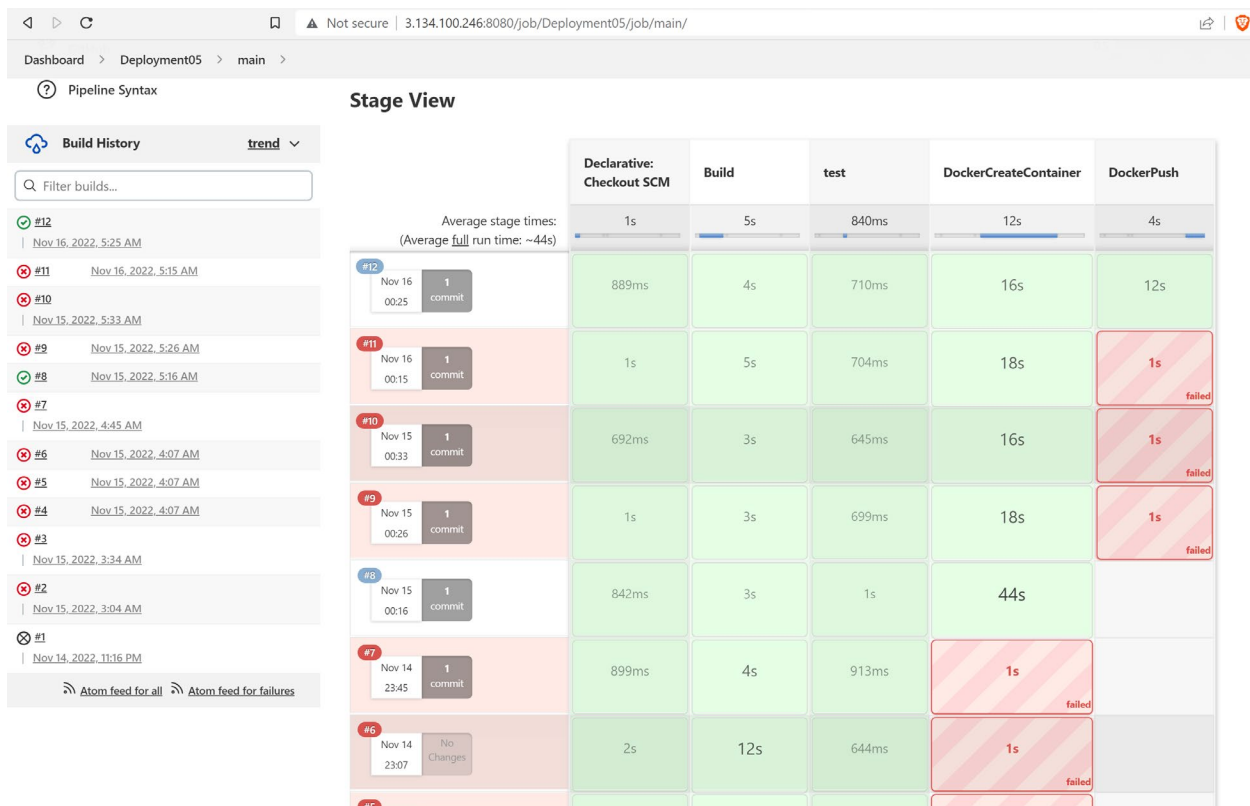 Not secure 3.134.100.246:8080/job/Deployment05/job/main/
Dashboard > Deployment05 > main >
Pipeline Syntax
Build History trend
Filter builds...
#12
Nov 16, 2022, 5:25 AM
#11 Nov 16, 2022, 5:15 AM
#10
Nov 15, 2022, 5:33 AM
#9 Nov 15, 2022, 5:26 AM
#8 Nov 15, 2022, 5:16 AM
#7
Nov 15, 2022, 4:45 AM
#6 Nov 15, 2022, 4:07 AM
#5 Nov 15, 2022, 4:07 AM
#4 Nov 15, 2022, 4:07 AM
#3
Nov 15, 2022, 3:34 AM
#2
Nov 15, 2022, 3:04 AM
#1
Nov 14, 2022, 11:16 PM
Atom feed for all Atom feed for failures
Stage View
Declarative:
Checkout SCM
Build
test
DockerCreateContainer
DockerPush
Average stage times:
(Average full run time: ~44s)
1s 5s 840ms 12s 4s
#12
Nov 16
00:25
1
commit
889ms 4s 710ms 16s 12s
#11
Nov 16
00:15
1
commit
1s 5s 704ms 18s 1s
failed
#10
Nov 15
00:33
1
commit
692ms 3s 645ms 16s 1s
failed
#9
Nov 15
00:26
1
commit
1s 3s 699ms 18s 1s
failed
#8
Nov 15
00:16
1
commit
842ms 3s 1s 44s
#7
Nov 14
23:45
1
commit
899ms 4s 913ms 1s
failed
#6
Nov 14
23:07
No
Changes
2s 12s 644ms 1s
failed
#5